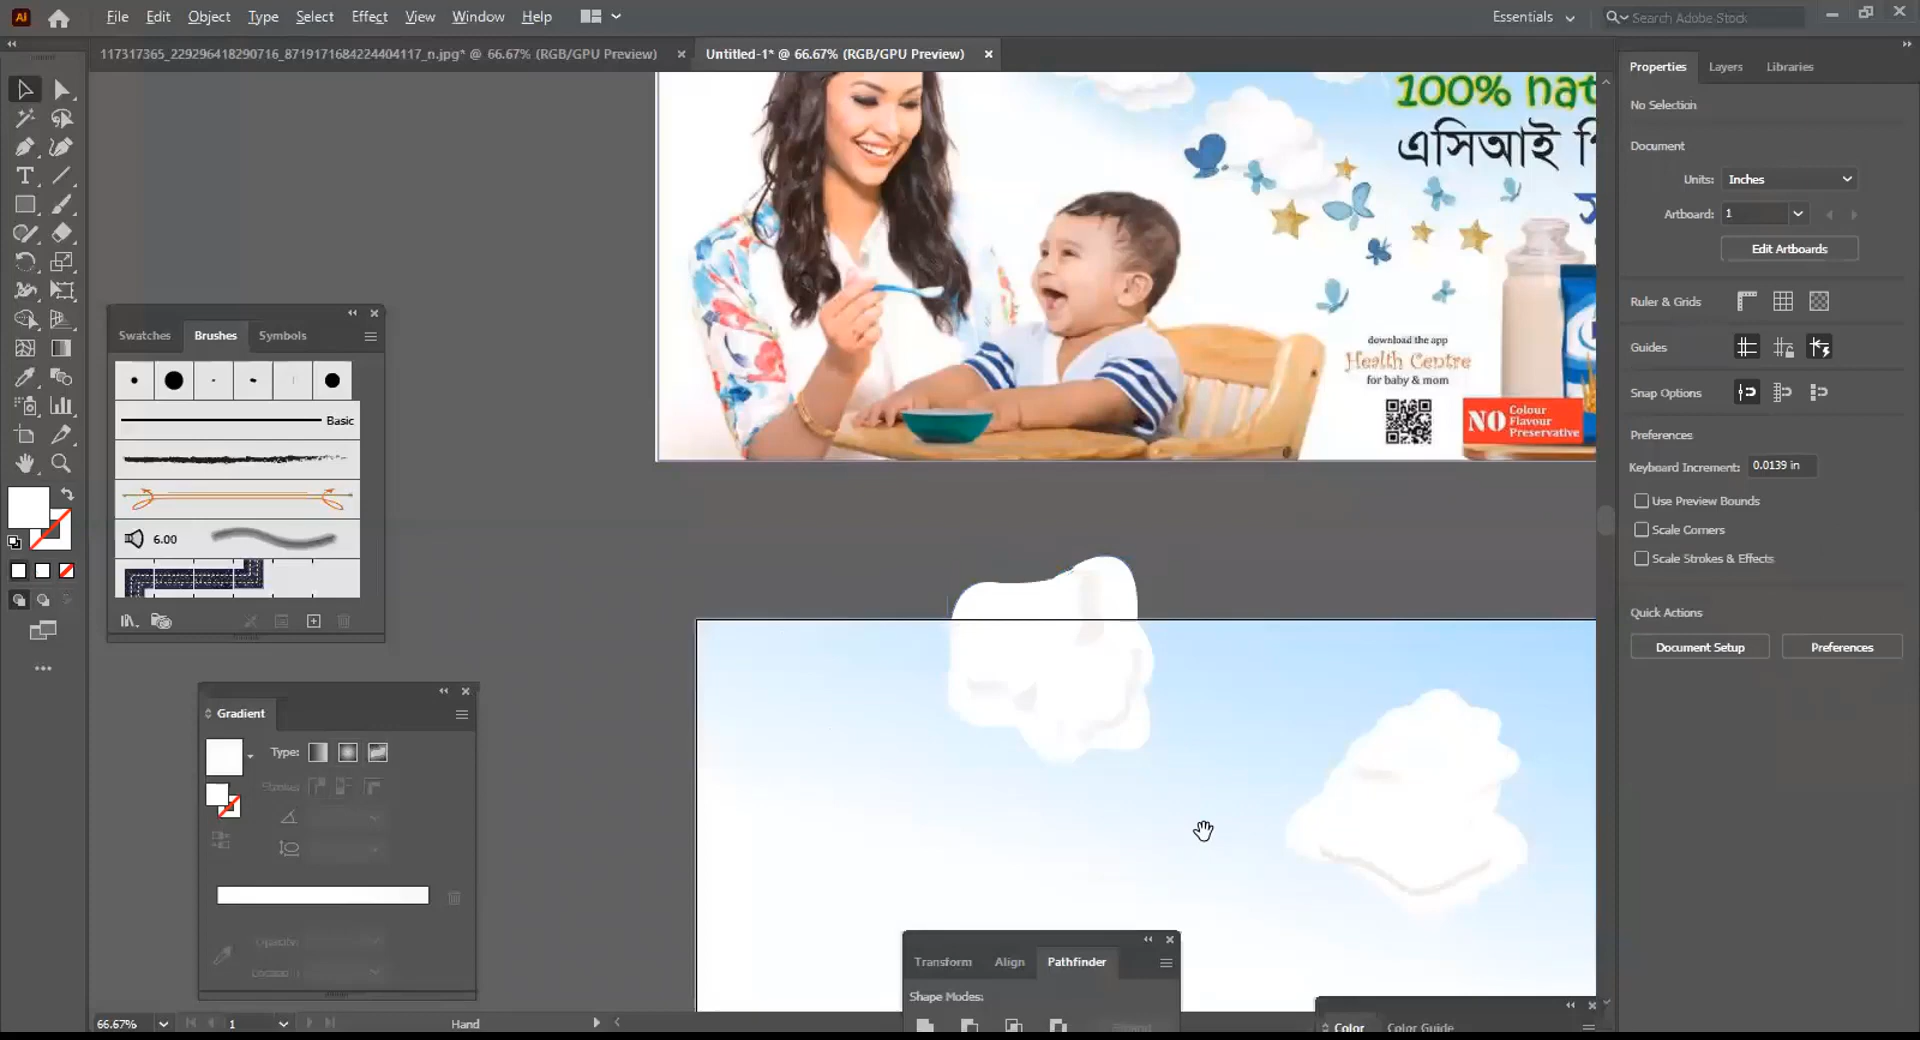 Ai File Edit Object Type Select Effect View Window Help Essentials Search Adobe Stock
117317365_229296418290716_8719171684224404117_n.jpg* @ 66.67% (RGB/GPU Preview) Untitled-1* @ 66.67% (RGB/GPU Preview)
Properties Layers Libraries
No Selection
Document
Units: Inches
Artboard: 1
Edit Artboards
Ruler & Grids
Guides
Snap Options
Preferences
Keyboard Increment: 0.0139 in
Use Preview Bounds
Scale Corners
Scale Strokes & Effects
Quick Actions
Document Setup Preferences
100% nat
এসিআই
download the app
Health Centre
for baby & mom
NO Colour
Flavour
Preservative
Swatches Brushes Symbols
Basic
6.00
Gradient
Type:
Stroke:
Opacity:
Location:
Transform Align Pathfinder
Shape Modes:
Expand
Color Color Guide
66.67% 1 Hand